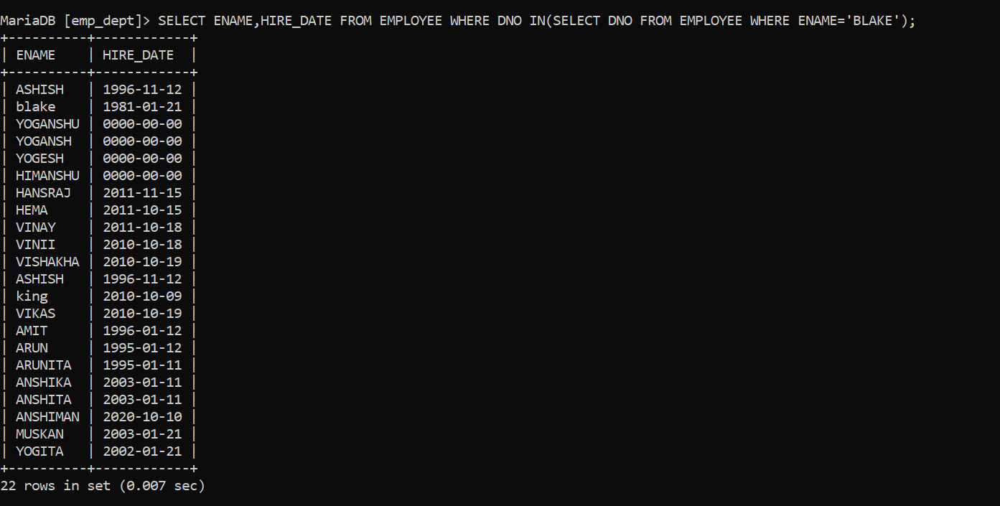 MariaDB [emp_dept]> SELECT ENAME,HIRE_DATE FROM EMPLOYEE WHERE DNO IN(SELECT DNO FROM EMPLOYEE WHERE ENAME='BLAKE');
+----------+------------+
| ENAME    | HIRE_DATE  |
+----------+------------+
| ASHISH   | 1996-11-12 |
| blake    | 1981-01-21 |
| YOGANSHU | 0000-00-00 |
| YOGANSH  | 0000-00-00 |
| YOGESH   | 0000-00-00 |
| HIMANSHU | 0000-00-00 |
| HANSRAJ  | 2011-11-15 |
| HEMA     | 2011-10-15 |
| VINAY    | 2011-10-18 |
| VINII    | 2010-10-18 |
| VISHAKHA | 2010-10-19 |
| ASHISH   | 1996-11-12 |
| king     | 2010-10-09 |
| VIKAS    | 2010-10-19 |
| AMIT     | 1996-01-12 |
| ARUN     | 1995-01-12 |
| ARUNITA  | 1995-01-11 |
| ANSHIKA  | 2003-01-11 |
| ANSHITA  | 2003-01-11 |
| ANSHIMAN | 2020-10-10 |
| MUSKAN   | 2003-01-21 |
| YOGITA   | 2002-01-21 |
+----------+------------+
22 rows in set (0.007 sec)